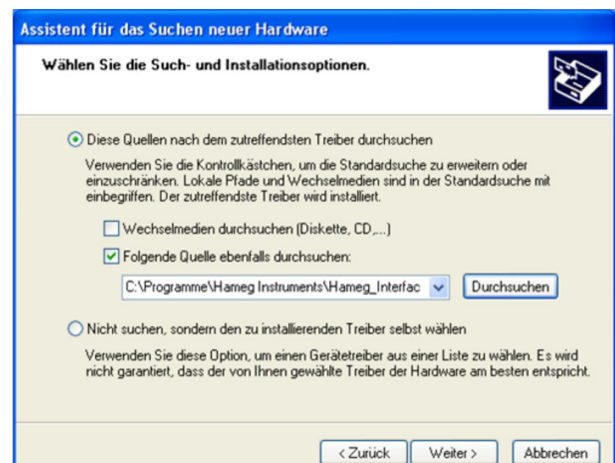 Assistent für das Suchen neuer Hardware
Wählen Sie die Such- und Installationsoptionen.
Diese Quellen nach dem zutreffendsten Treiber durchsuchen
Verwenden Sie die Kontrollkästchen, um die Standardsuche zu erweitern oder
einzuschränken. Lokale Pfade und Wechselmedien sind in der Standardsuche mit
einbegriffen. Der zutreffendste Treiber wird installiert.
Wechselmedien durchsuchen (Diskette, CD,...)
Folgende Quelle ebenfalls durchsuchen:
C:\Programme\Hameg Instruments\Hameg_Interfac Durchsuchen
Nicht suchen, sondern den zu installierenden Treiber selbst wählen
Verwenden Sie diese Option, um einen Gerätetreiber aus einer Liste zu wählen. Es wird
nicht garantiert, dass der von Ihnen gewählte Treiber der Hardware am besten entspricht.
< Zurück Weiter > Abbrechen